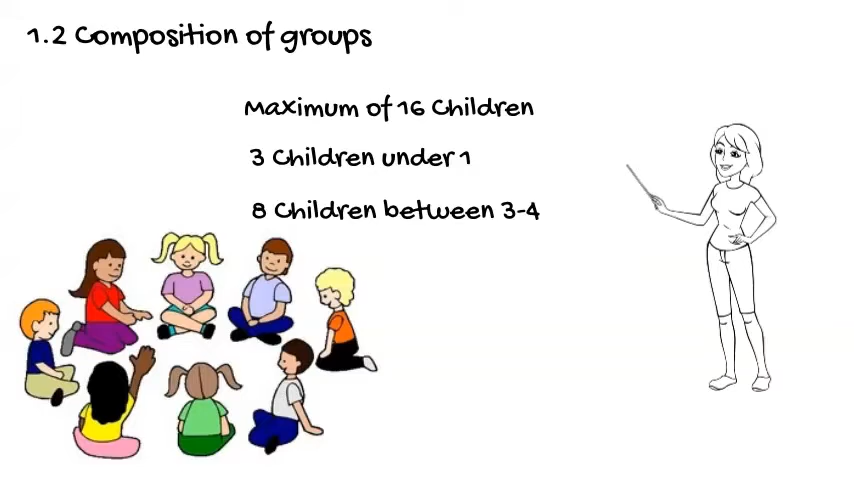 1.2 Composition of groups
Maximum of 16 Children
3 Children under 1
8 Children between 3-4